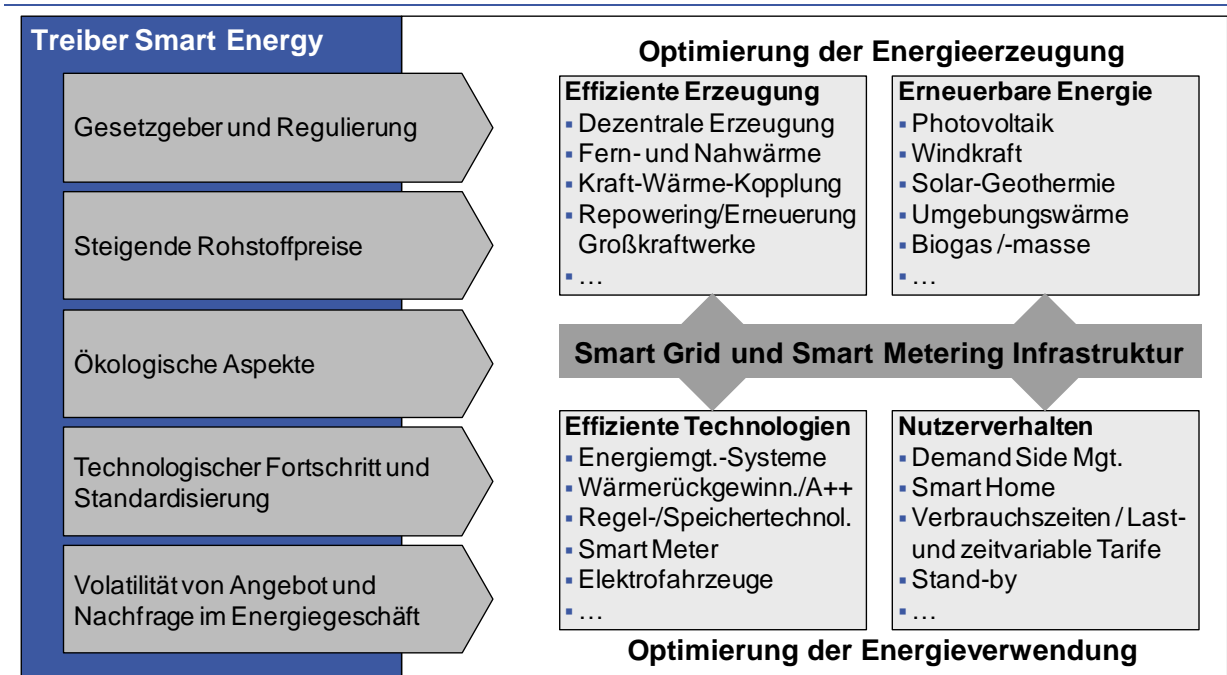 Treiber Smart Energy
Gesetzgeber und Regulierung
Steigende Rohstoffpreise
Ökologische Aspekte
Technologischer Fortschritt und
Standardisierung
Volatilität von Angebot und
Nachfrage im Energiegeschäft
Optimierung der Energieerzeugung
Effiziente Erzeugung
▪ Dezentrale Erzeugung
▪ Fern- und Nahwärme
▪ Kraft-Wärme-Kopplung
▪ Repowering/Erneuerung
Großkraftwerke
▪ …
Erneuerbare Energie
▪ Photovoltaik
▪ Windkraft
▪ Solar-Geothermie
▪ Umgebungswärme
▪ Biogas /-masse
▪ …
Smart Grid und Smart Metering Infrastruktur
Effiziente Technologien
▪ Energiemgt.-Systeme
▪ Wärmerückgewinn./A++
▪ Regel-/Speichertechnol.
▪ Smart Meter
▪ Elektrofahrzeuge
▪ …
Nutzerverhalten
▪ Demand Side Mgt.
▪ Smart Home
▪ Verbrauchszeiten / Last-
und zeitvariable Tarife
▪ Stand-by
▪ …
Optimierung der Energieverwendung